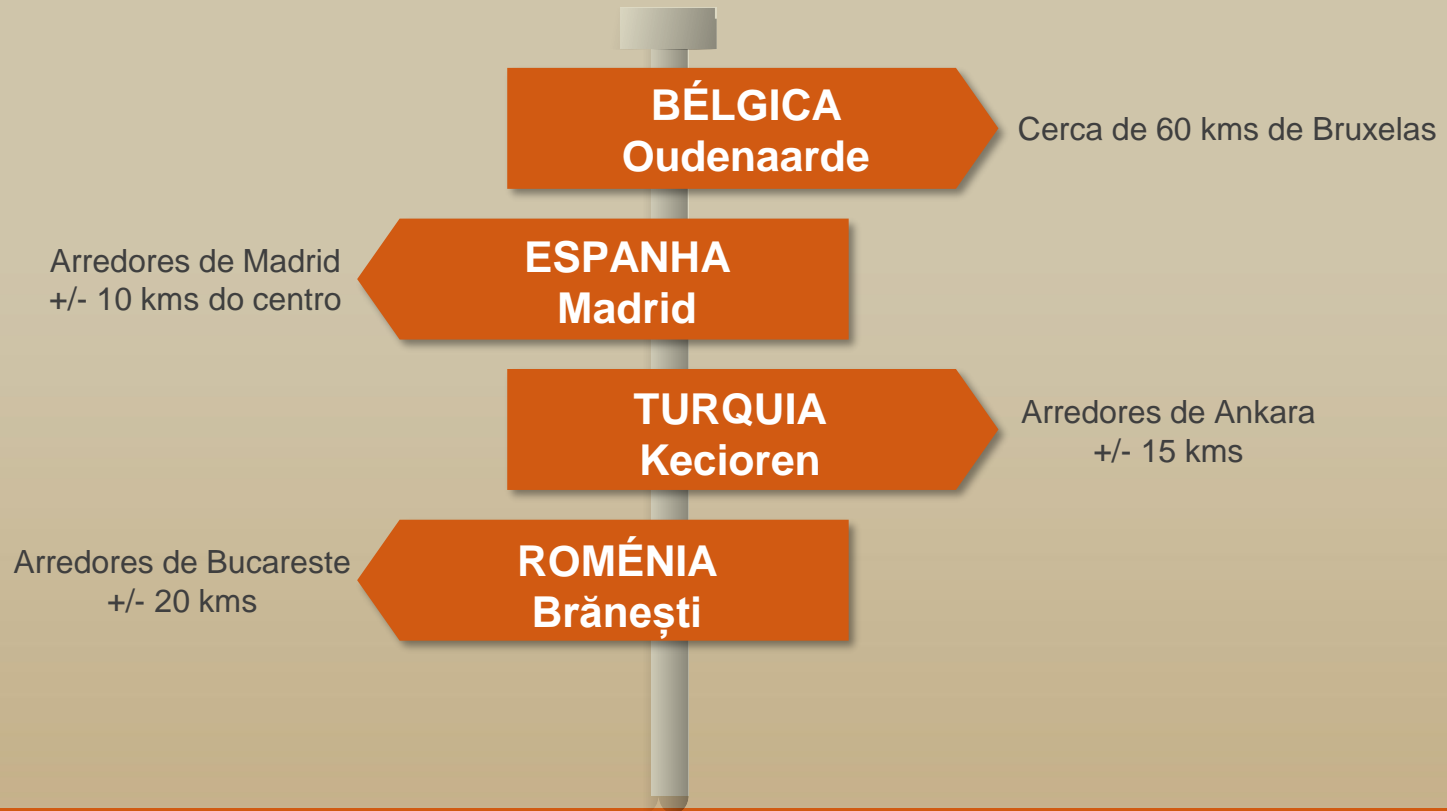 BÉLGICA
Oudenaarde
Cerca de 60 kms de Bruxelas
Arredores de Madrid
+/- 10 kms do centro
ESPANHA
Madrid
TURQUIA
Kecioren
Arredores de Ankara
+/- 15 kms
Arredores de Bucareste
+/- 20 kms
ROMÉNIA
Brănești